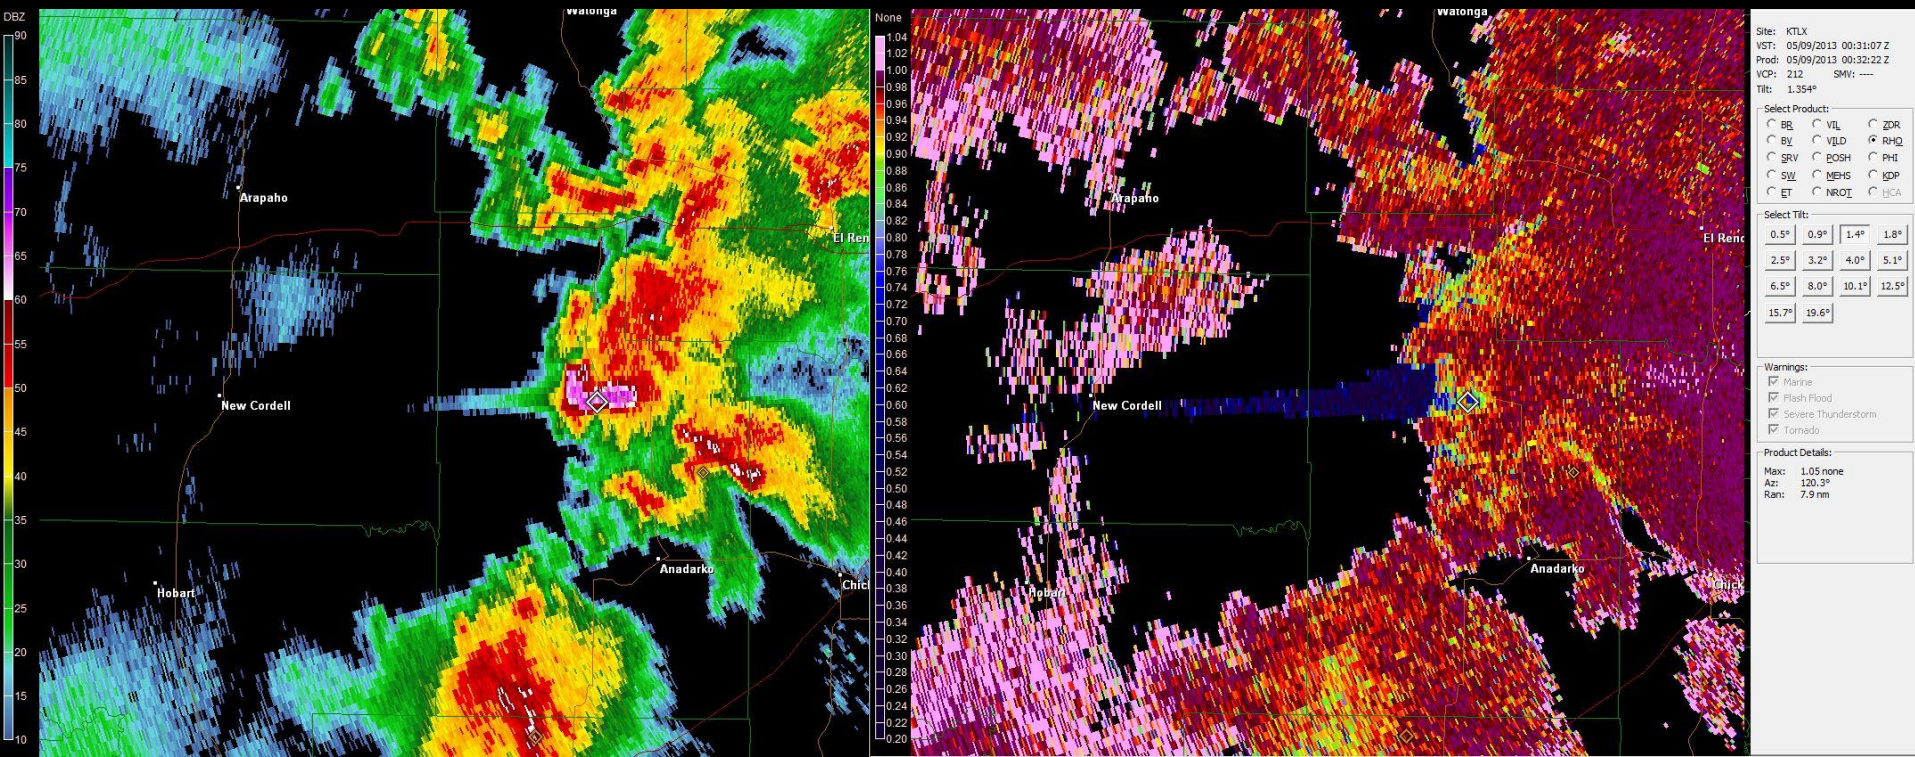 DBZ
90
85
80
75
70
65
60
55
50
45
40
35
30
25
20
15
10
Watonga
Arapaho
El Ren
New Cordell
Anadarko
Hobart
Chicl
None
1.04
1.02
1.00
0.98
0.96
0.94
0.92
0.90
0.88
0.86
0.84
0.82
0.80
0.78
0.76
0.74
0.72
0.70
0.68
0.66
0.64
0.62
0.60
0.58
0.56
0.54
0.52
0.50
0.48
0.46
0.44
0.42
0.40
0.38
0.36
0.34
0.32
0.30
0.28
0.26
0.24
0.22
0.20
Watonga
Arapaho
El Reno
New Cordell
Anadarko
Hobart
Chick
Site: KTLX
VST: 05/09/2013 00:31:07 Z
Prod: 05/09/2013 00:32:22 Z
VCP: 212 SMV: ----
Tilt: 1.354°
Select Product:
BR VIL ZDR
BV VILD RHO
SRV POSH PHI
SW MEHS KDP
ET NROT HCA
Select Tilt:
0.5° 0.9° 1.4° 1.8°
2.5° 3.2° 4.0° 5.1°
6.5° 8.0° 10.1° 12.5°
15.7° 19.6°
Warnings:
Marine
Flash Flood
Severe Thunderstorm
Tornado
Product Details:
Max: 1.05 none
Az: 120.3°
Ran: 7.9 nm